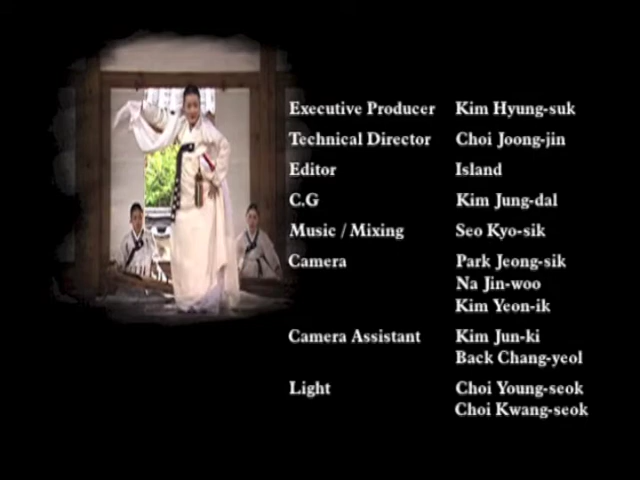 Executive Producer Kim Hyung-suk
Technical Director Choi Joong-jin
Editor Island
C.G Kim Jung-dal
Music / Mixing Seo Kyo-sik
Camera Park Jeong-sik
Na Jin-woo
Kim Yeon-ik
Camera Assistant Kim Jun-ki
Back Chang-yeol
Light Choi Young-seok
Choi Kwang-seok